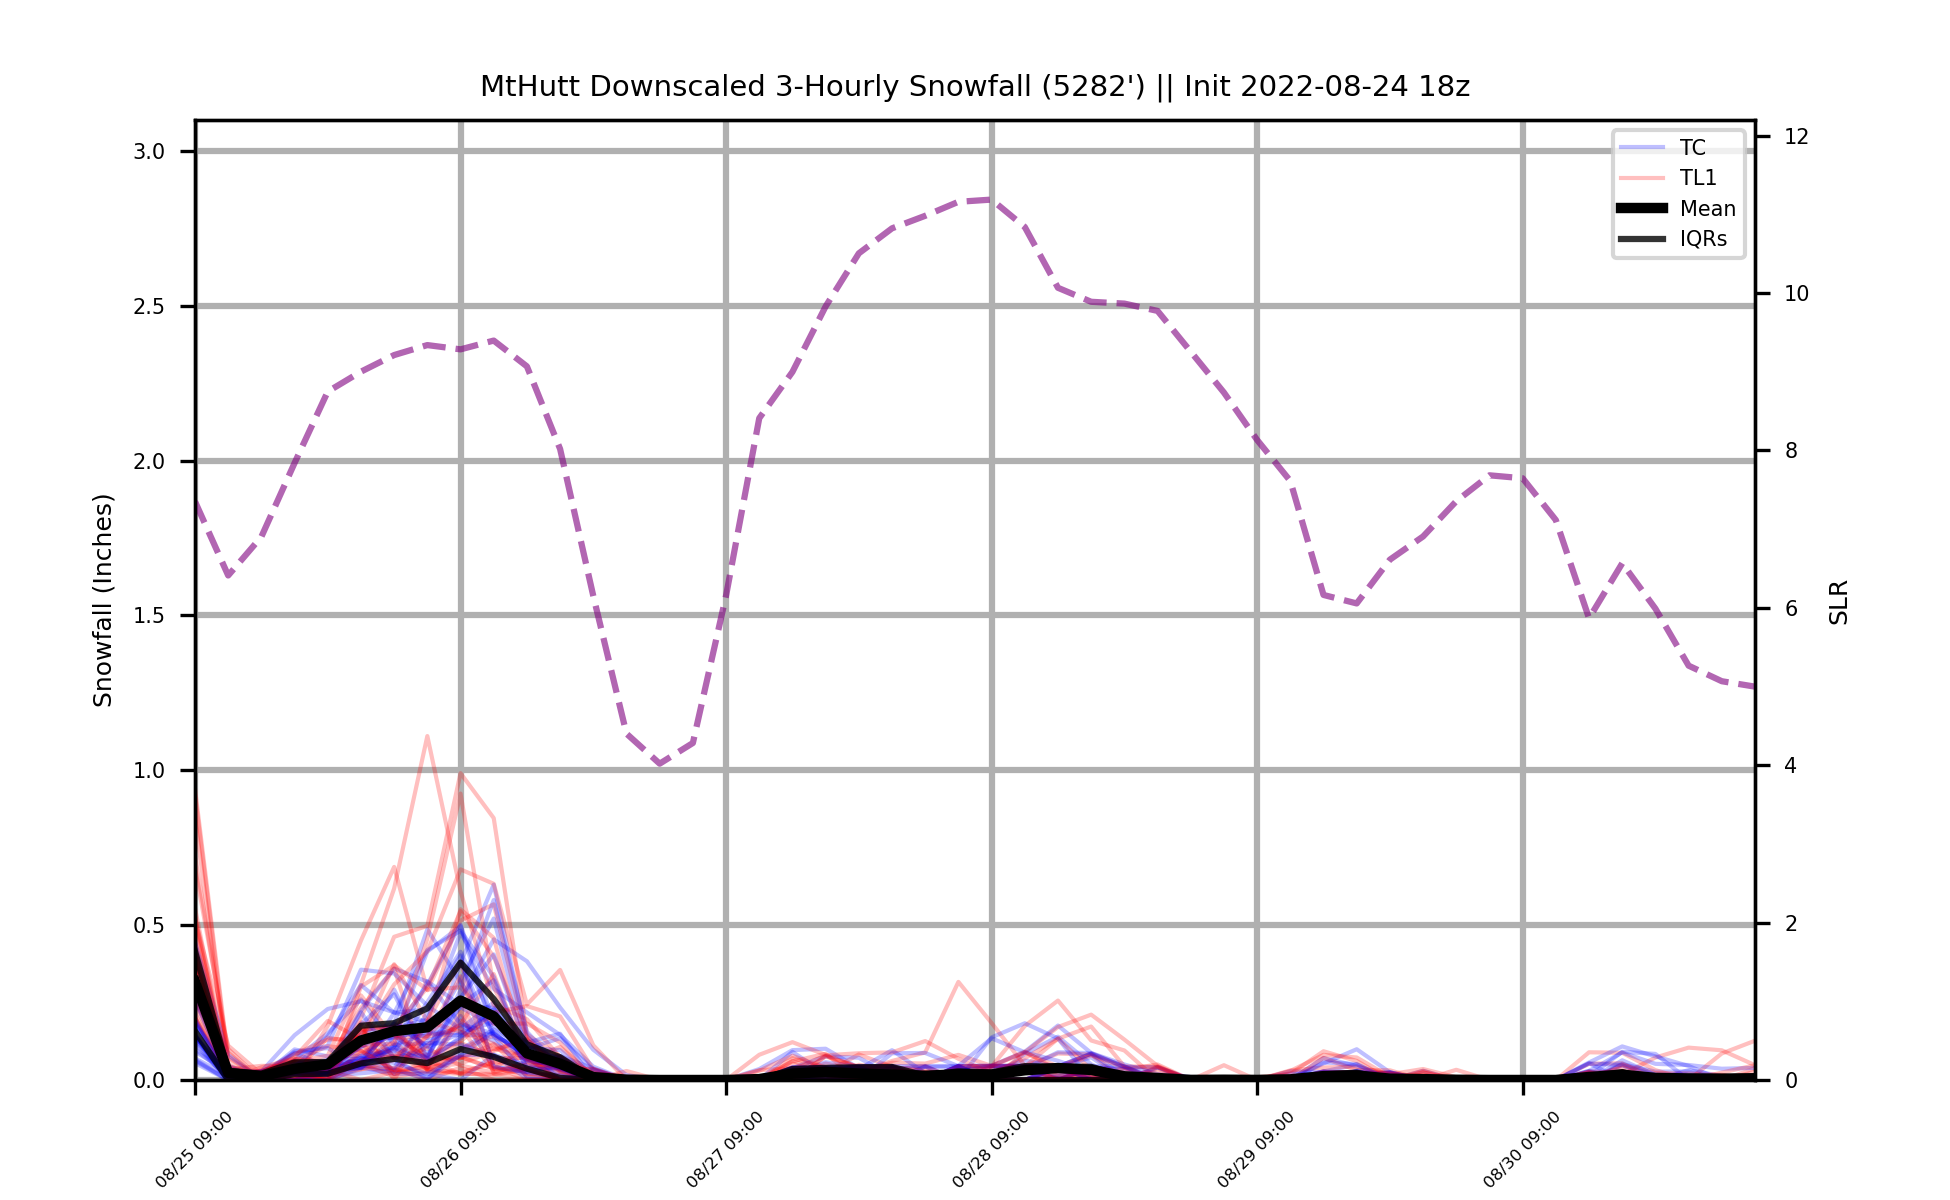 MtHutt Downscaled 3-Hourly Snowfall (5282') || Init 2022-08-24 18z
TC
TL1
Mean
IQRs
Snowfall (Inches)
3.0
2.5
2.0
1.5
1.0
0.5
0.0
12
10
8
6
4
2
0
SLR
08/25 09:00
08/26 09:00
08/27 09:00
08/28 09:00
08/29 09:00
08/30 09:00